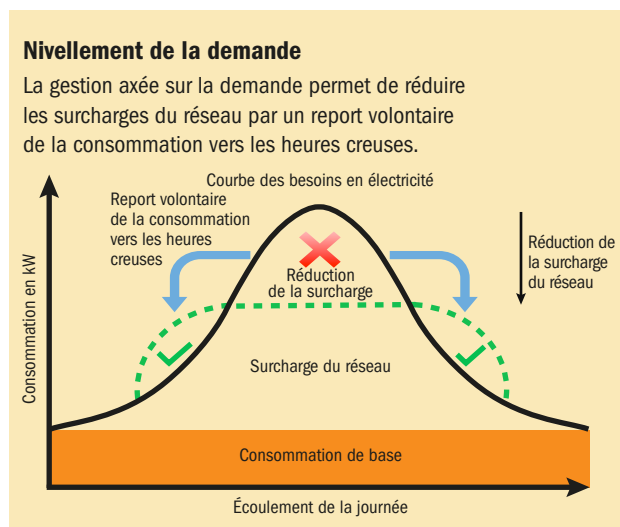 Nivellement de la demande
La gestion axée sur la demande permet de réduire
les surcharges du réseau par un report volontaire
de la consommation vers les heures creuses.
Courbe des besoins en électricité
Report volontaire
de la consommation
vers les heures
creuses
Réduction
de la surcharge
Réduction de
la surcharge
du réseau
Consommation en kW
Surcharge du réseau
Consommation de base
Écoulement de la journée